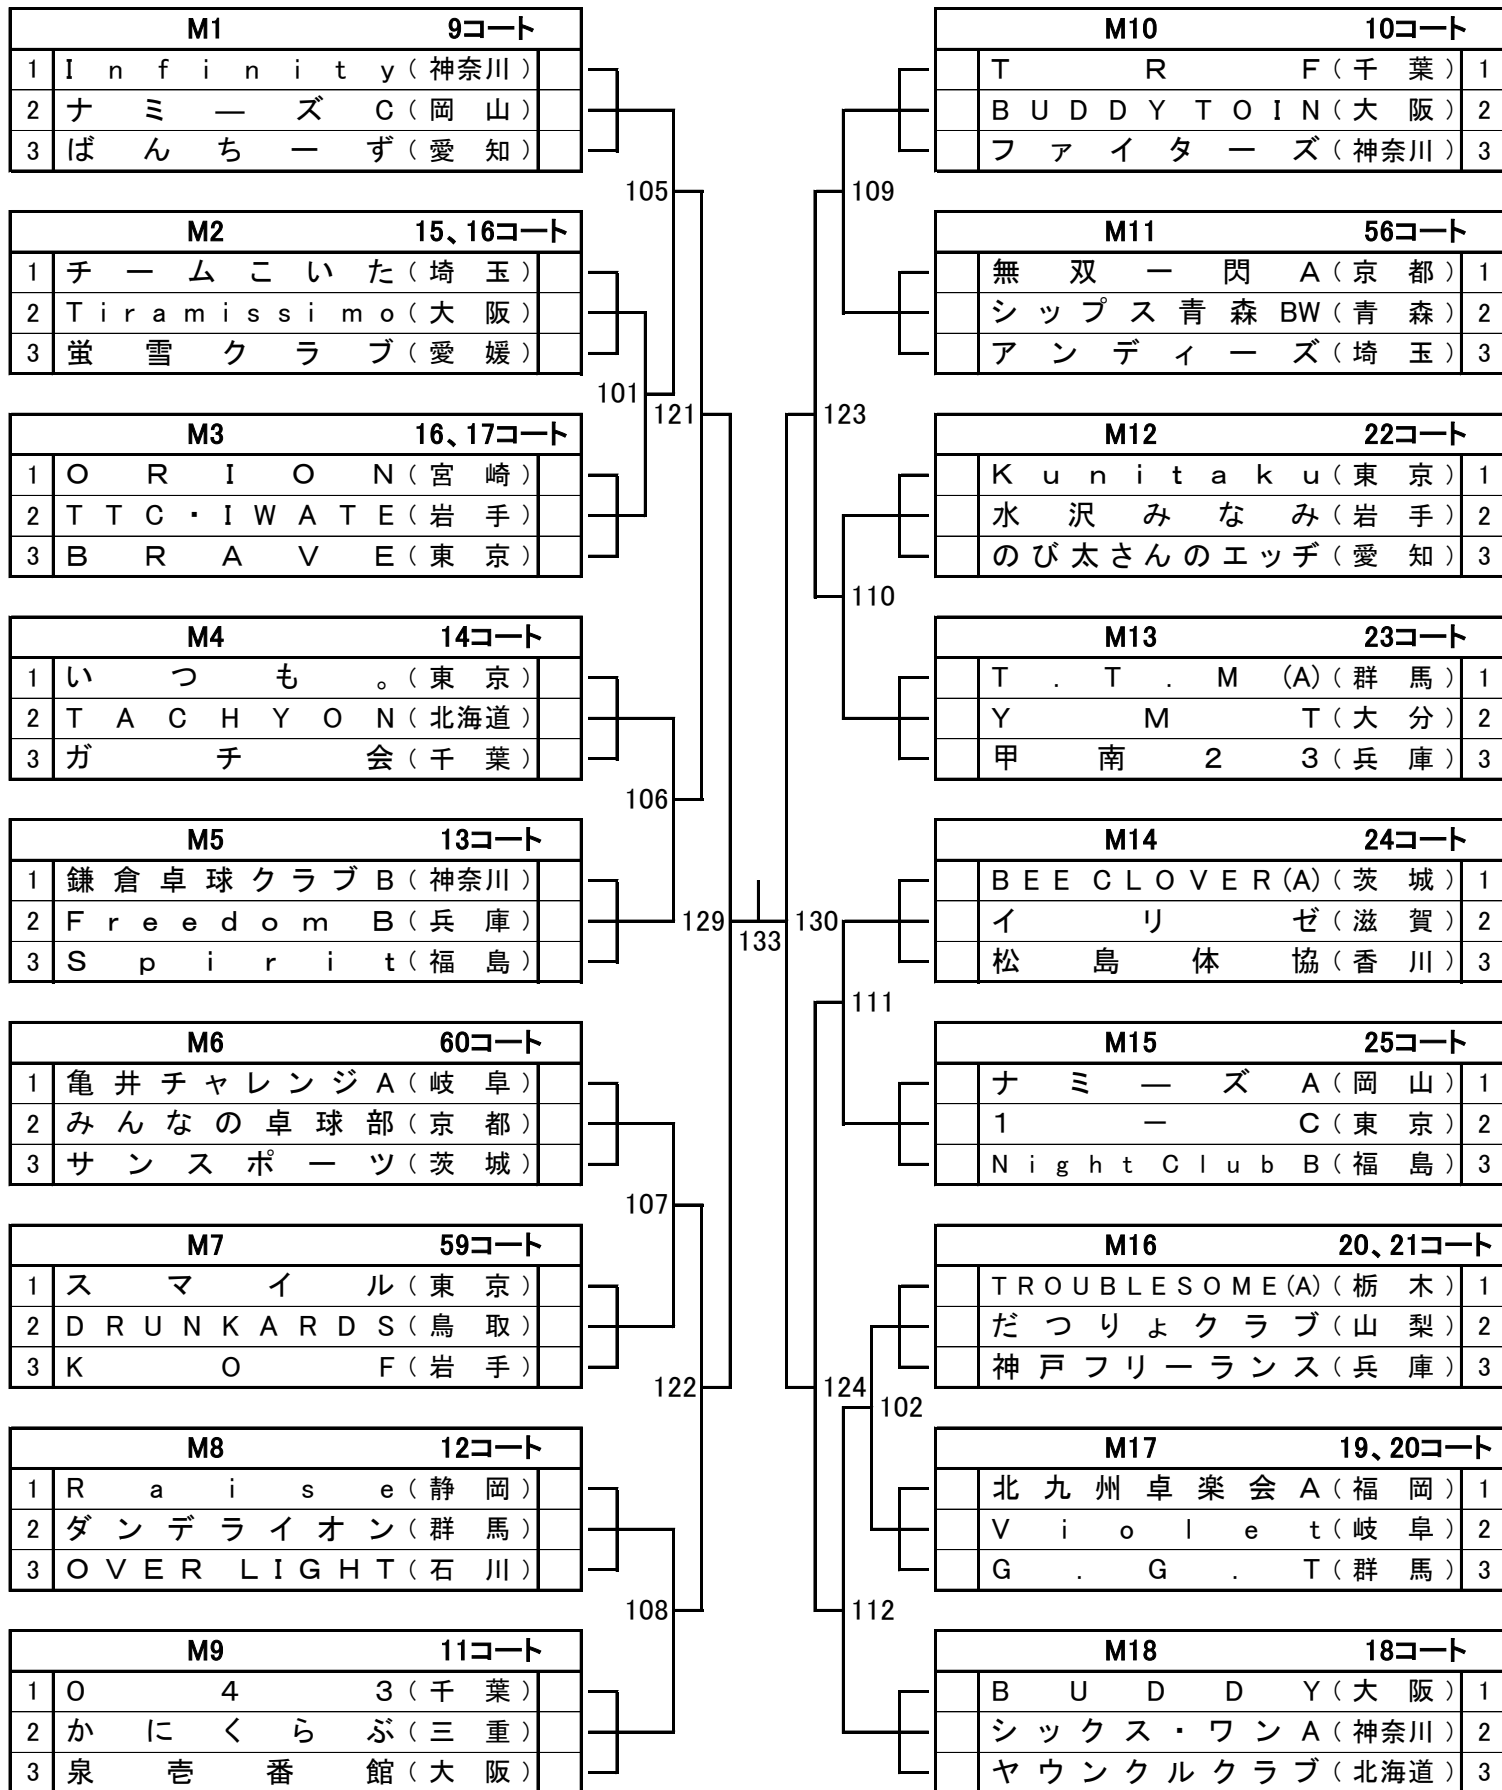 M1 9コート
1 Infinity(神奈川)
2 ナミ―ズC(岡山)
3 ばんちーず(愛知)
M2 15、16コート
1 チームこいた(埼玉)
2 Tiramissimo(大阪)
3 蛍雪クラブ(愛媛)
M3 16、17コート
1 ORION(宮崎)
2 TTC・IWATE(岩手)
3 BRAVE(東京)
M4 14コート
1 いつも。(東京)
2 TACHYON(北海道)
3 ガチ会(千葉)
M5 13コート
1 鎌倉卓球クラブB(神奈川)
2 Freedom B(兵庫)
3 Spirit(福島)
M6 60コート
1 亀井チャレンジA(岐阜)
2 みんなの卓球部(京都)
3 サンスポーツ(茨城)
M7 59コート
1 スマイル(東京)
2 DRUNKARDS(鳥取)
3 KOF(岩手)
M8 12コート
1 Raise(静岡)
2 ダンデライオン(群馬)
3 OVER LIGHT(石川)
M9 11コート
1 043(千葉)
2 かにくらぶ(三重)
3 泉壱番館(大阪)
105
101
121
106
129
107
122
108
133
109
123
110
130
111
124
102
112
M10 10コート
TRF(千葉) 1
BUDDY TOIN(大阪) 2
ファイターズ(神奈川) 3
M11 56コート
無双一閃A(京都) 1
シップス青森BW(青森) 2
アンディーズ(埼玉) 3
M12 22コート
Kunitaku(東京) 1
水沢みなみ(岩手) 2
のび太さんのエッヂ(愛知) 3
M13 23コート
T.T.M(A)(群馬) 1
YMT(大分) 2
甲南23(兵庫) 3
M14 24コート
BEE CLOVER(A)(茨城) 1
イリゼ(滋賀) 2
松島体協(香川) 3
M15 25コート
ナミ―ズA(岡山) 1
1－C(東京) 2
Night Club B(福島) 3
M16 20、21コート
TROUBLESOME(A)(栃木) 1
だつりょクラブ(山梨) 2
神戸フリーランス(兵庫) 3
M17 19、20コート
北九州卓楽会A(福岡) 1
Violet(岐阜) 2
G.G.T(群馬) 3
M18 18コート
BUDDY(大阪) 1
シックス・ワンA(神奈川) 2
ヤウンクルクラブ(北海道) 3